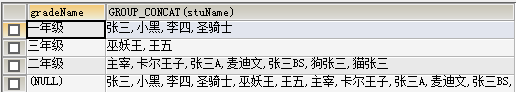 gradeName GROUP_CONCAT(stuName)
一年级 张三,小黑,李四,圣骑士
三年级 巫妖王,王五
二年级 主宰,卡尔王子,张三A,麦迪文,张三BS,狗张三,猫张三
(NULL) 张三,小黑,李四,圣骑士,巫妖王,王五,主宰,卡尔王子,张三A,麦迪文,张三BS,